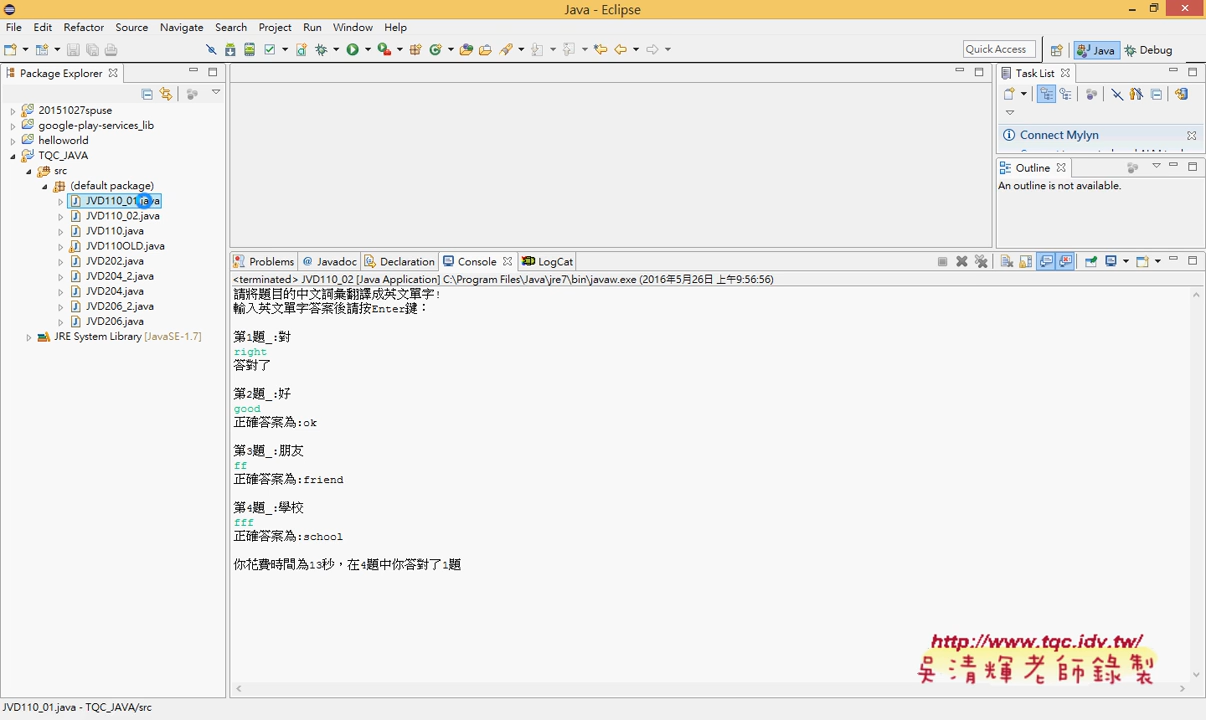 Java - Eclipse
File Edit Refactor Source Navigate Search Project Run Window Help
Quick Access Java Debug
Package Explorer
20151027spuse
google-play-services_lib
helloworld
TQC_JAVA
src
(default package)
JVD110_01.java
JVD110_02.java
JVD110.java
JVD110OLD.java
JVD202.java
JVD204_2.java
JVD204.java
JVD206_2.java
JVD206.java
JRE System Library [JavaSE-1.7]
Task List
Connect Mylyn
Outline
An outline is not available.
Problems @ Javadoc Declaration Console LogCat
<terminated> JVD110_02 [Java Application] C:\Program Files\Java\jre7\bin\javaw.exe (2016年5月26日 上午9:56:56)
請將題目的中文詞彙翻譯成英文單字!
輸入英文單字答案後請按Enter鍵：
第1題_:對
right
答對了
第2題_:好
good
正確答案為:ok
第3題_:朋友
ff
正確答案為:friend
第4題_:學校
fff
正確答案為:school
你花費時間為13秒，在4題中你答對了1題
http://www.tqc.idv.tw/
吳清輝老師錄製
JVD110_01.java - TQC_JAVA/src